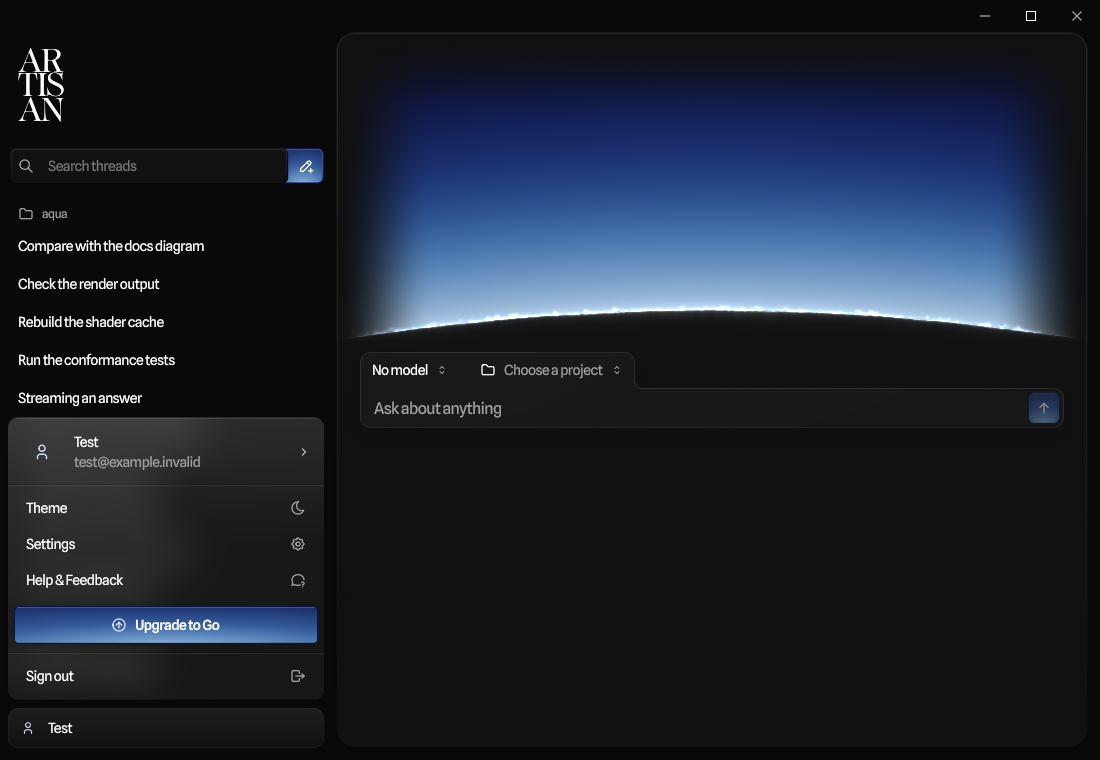 AR
TIS
AN
Search threads
aqua
Compare with the docs diagram
Check the render output
Rebuild the shader cache
Run the conformance tests
Streaming an answer
Test
test@example.invalid
Theme
Settings
Help & Feedback
Upgrade to Go
Sign out
Test
No model
Choose a project
Ask about anything